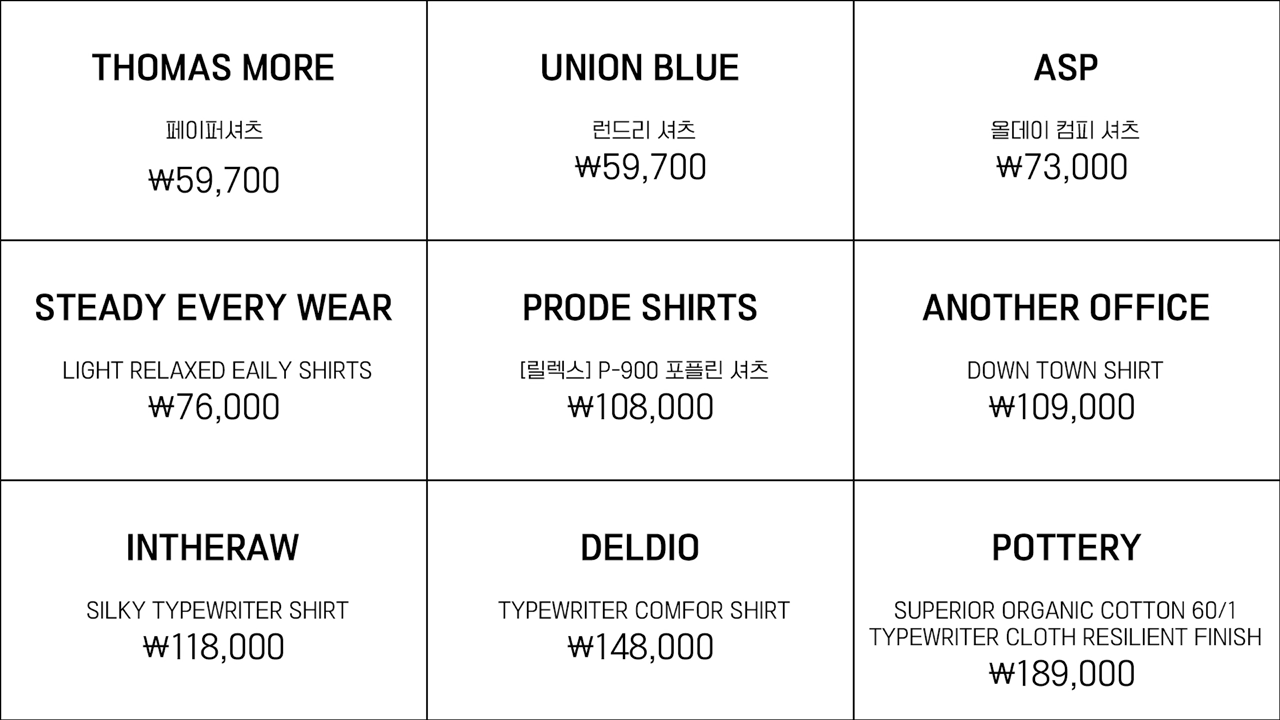 THOMAS MORE
페이퍼셔츠
₩59,700
UNION BLUE
런드리 셔츠
₩59,700
ASP
올데이 컴피 셔츠
₩73,000
STEADY EVERY WEAR
LIGHT RELAXED EAILY SHIRTS
₩76,000
PRODE SHIRTS
[릴렉스] P-900 포플린 셔츠
₩108,000
ANOTHER OFFICE
DOWN TOWN SHIRT
₩109,000
INTHERAW
SILKY TYPEWRITER SHIRT
₩118,000
DELDIO
TYPEWRITER COMFOR SHIRT
₩148,000
POTTERY
SUPERIOR ORGANIC COTTON 60/1
TYPEWRITER CLOTH RESILIENT FINISH
₩189,000